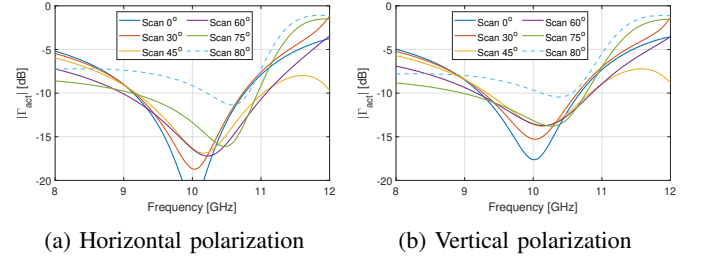 0
-5
-10
-15
-20
|Γact| [dB]
Scan 0°
Scan 30°
Scan 45°
Scan 60°
Scan 75°
Scan 80°
8 9 10 11 12
Frequency [GHz]
(a) Horizontal polarization
0
-5
-10
-15
-20
|Γact| [dB]
Scan 0°
Scan 30°
Scan 45°
Scan 60°
Scan 75°
Scan 80°
8 9 10 11 12
Frequency [GHz]
(b) Vertical polarization